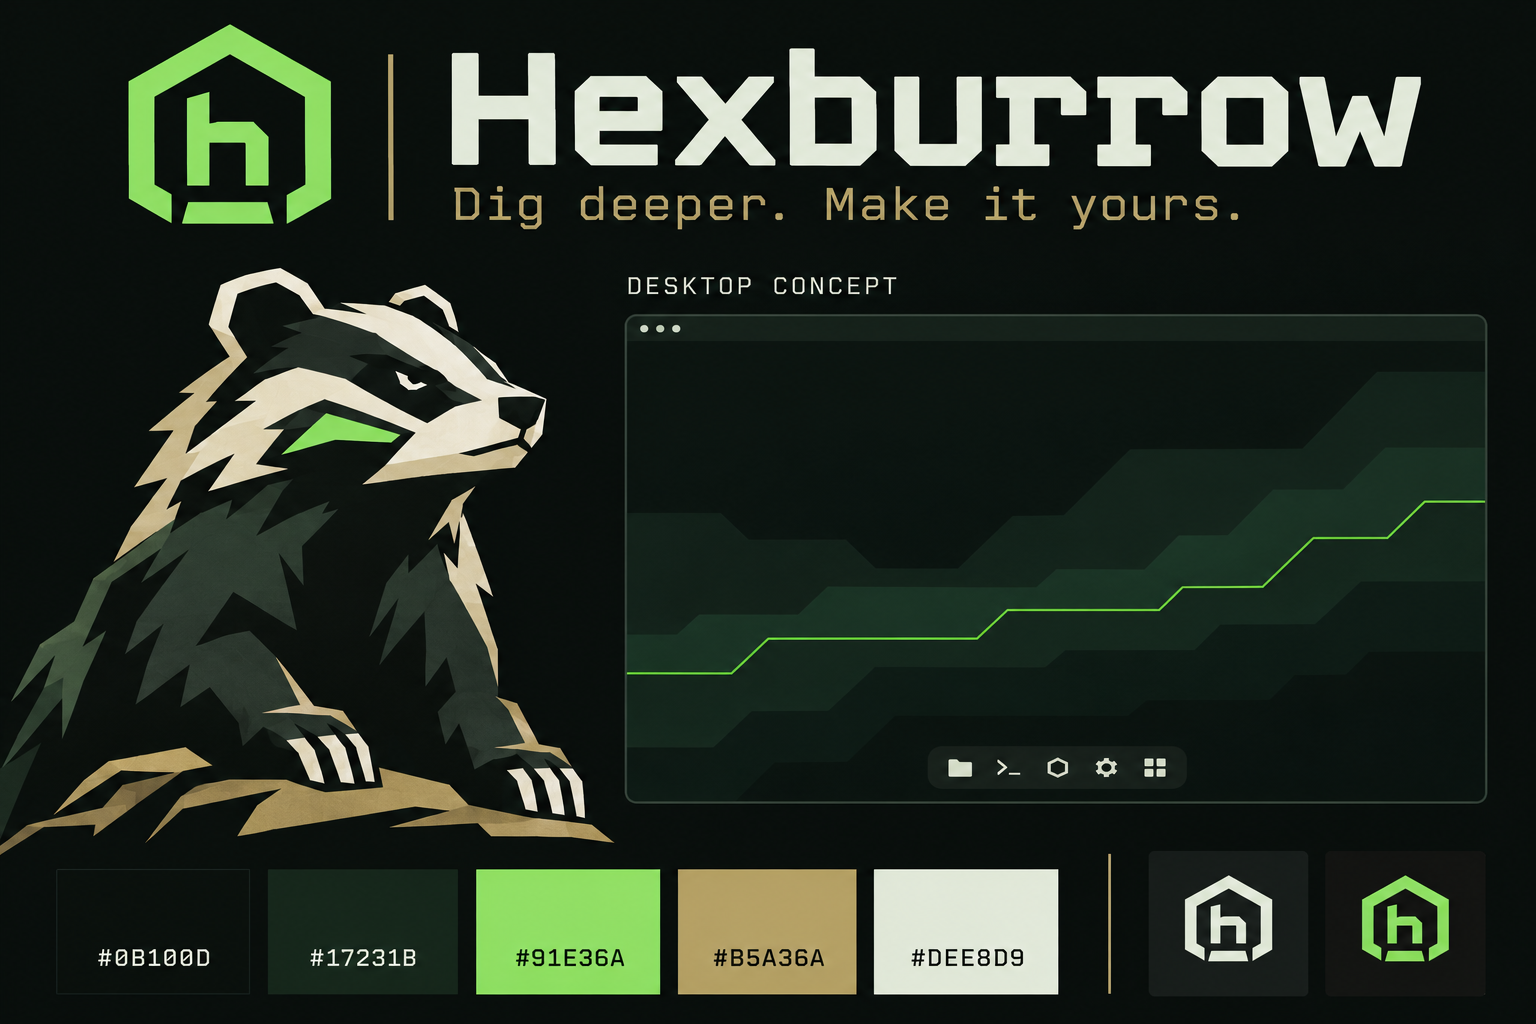 h
Hexburrow
Dig deeper. Make it yours.
DESKTOP CONCEPT
#0B100D
#17231B
#91E36A
#B5A36A
#DEE8D9
h
h